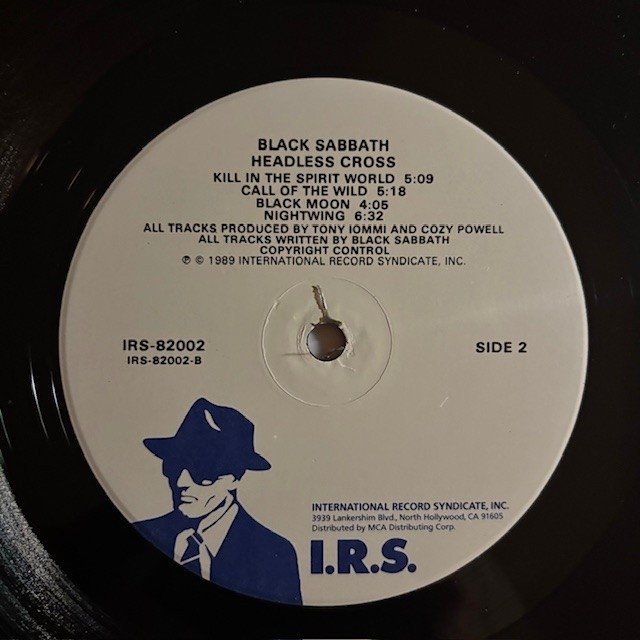 BLACK SABBATH
HEADLESS CROSS
KILL IN THE SPIRIT WORLD 5:09
CALL OF THE WILD 5:18
BLACK MOON 4:05
NIGHTWING 6:32
ALL TRACKS PRODUCED BY TONY IOMMI AND COZY POWELL
ALL TRACKS WRITTEN BY BLACK SABBATH
COPYRIGHT CONTROL
℗ © 1989 INTERNATIONAL RECORD SYNDICATE, INC.
IRS-82002
IRS-82002-B
SIDE 2
INTERNATIONAL RECORD SYNDICATE, INC.
3939 Lankershim Blvd., North Hollywood, CA 91605
Distributed by MCA Distributing Corp.
I.R.S.